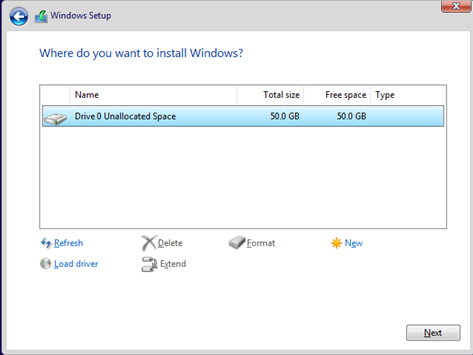 Windows Setup
Where do you want to install Windows?
Name Total size Free space Type
Drive 0 Unallocated Space 50.0 GB 50.0 GB
Refresh Delete Format New
Load driver Extend
Next